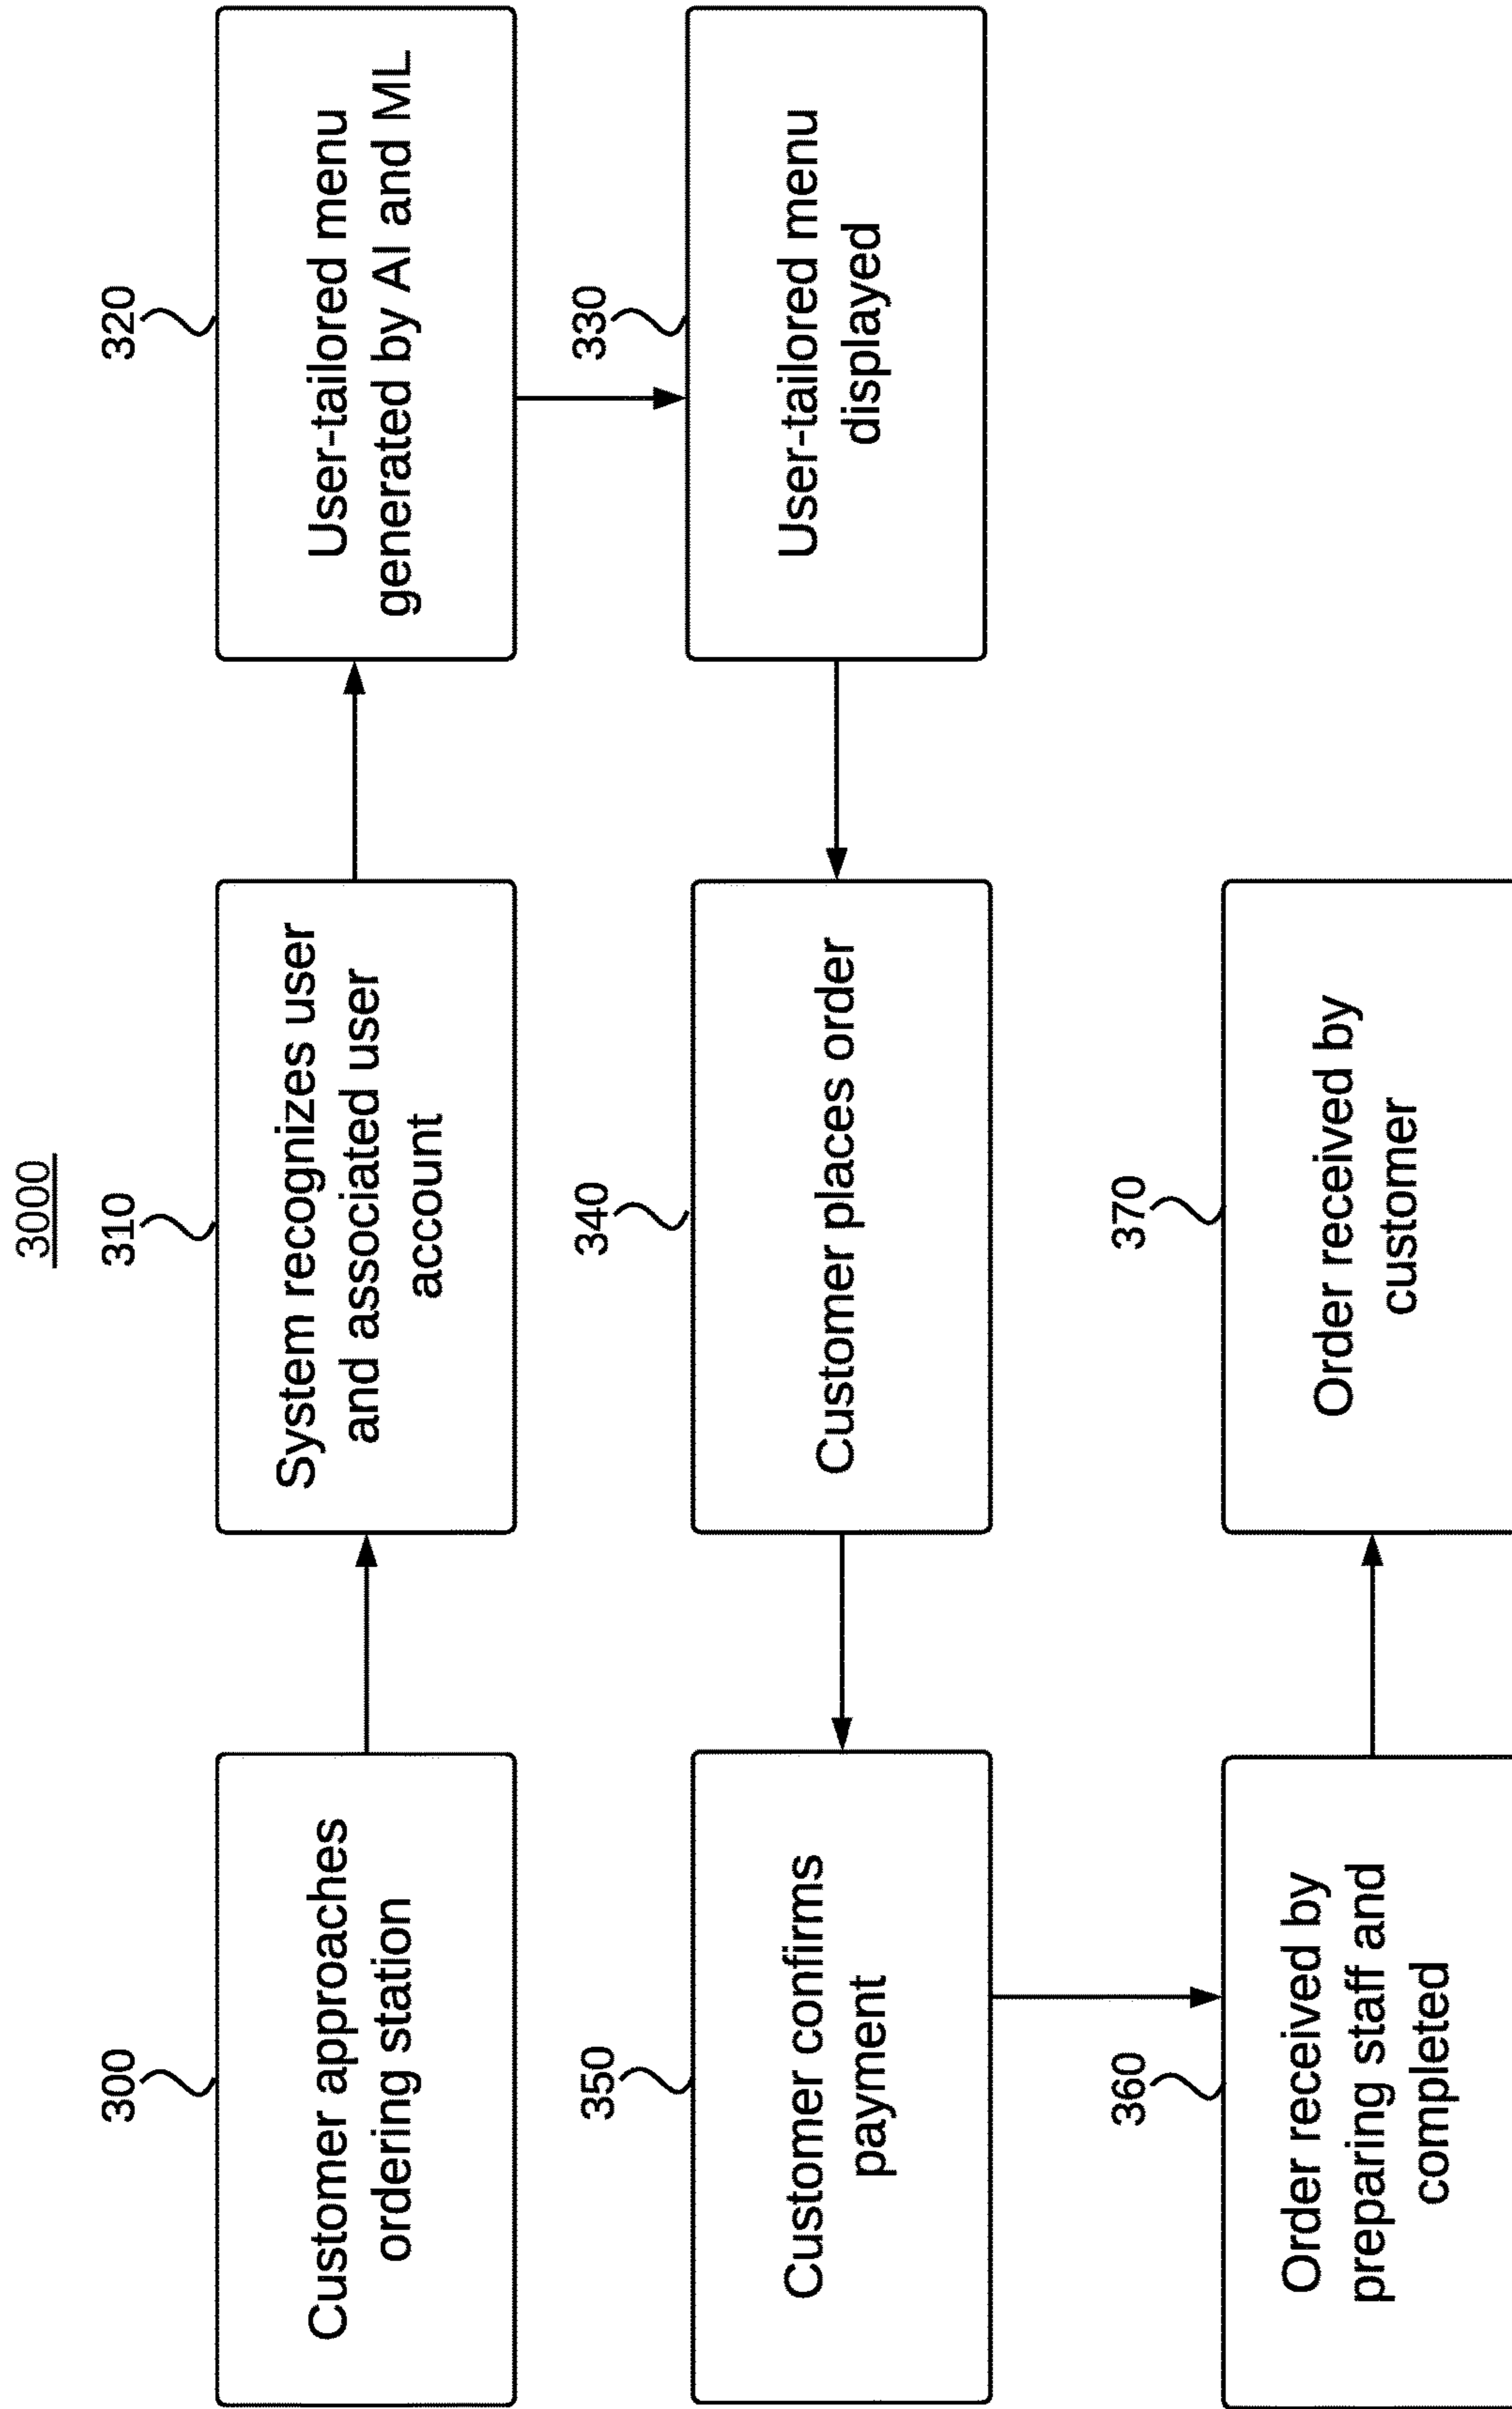 3000
300
Customer approaches
ordering station
310
System recognizes user
and associated user
account
320
User-tailored menu
generated by AI and ML
330
User-tailored menu
displayed
340
Customer places order
350
Customer confirms
payment
360
Order received by
preparing staff and
completed
370
Order received by
customer